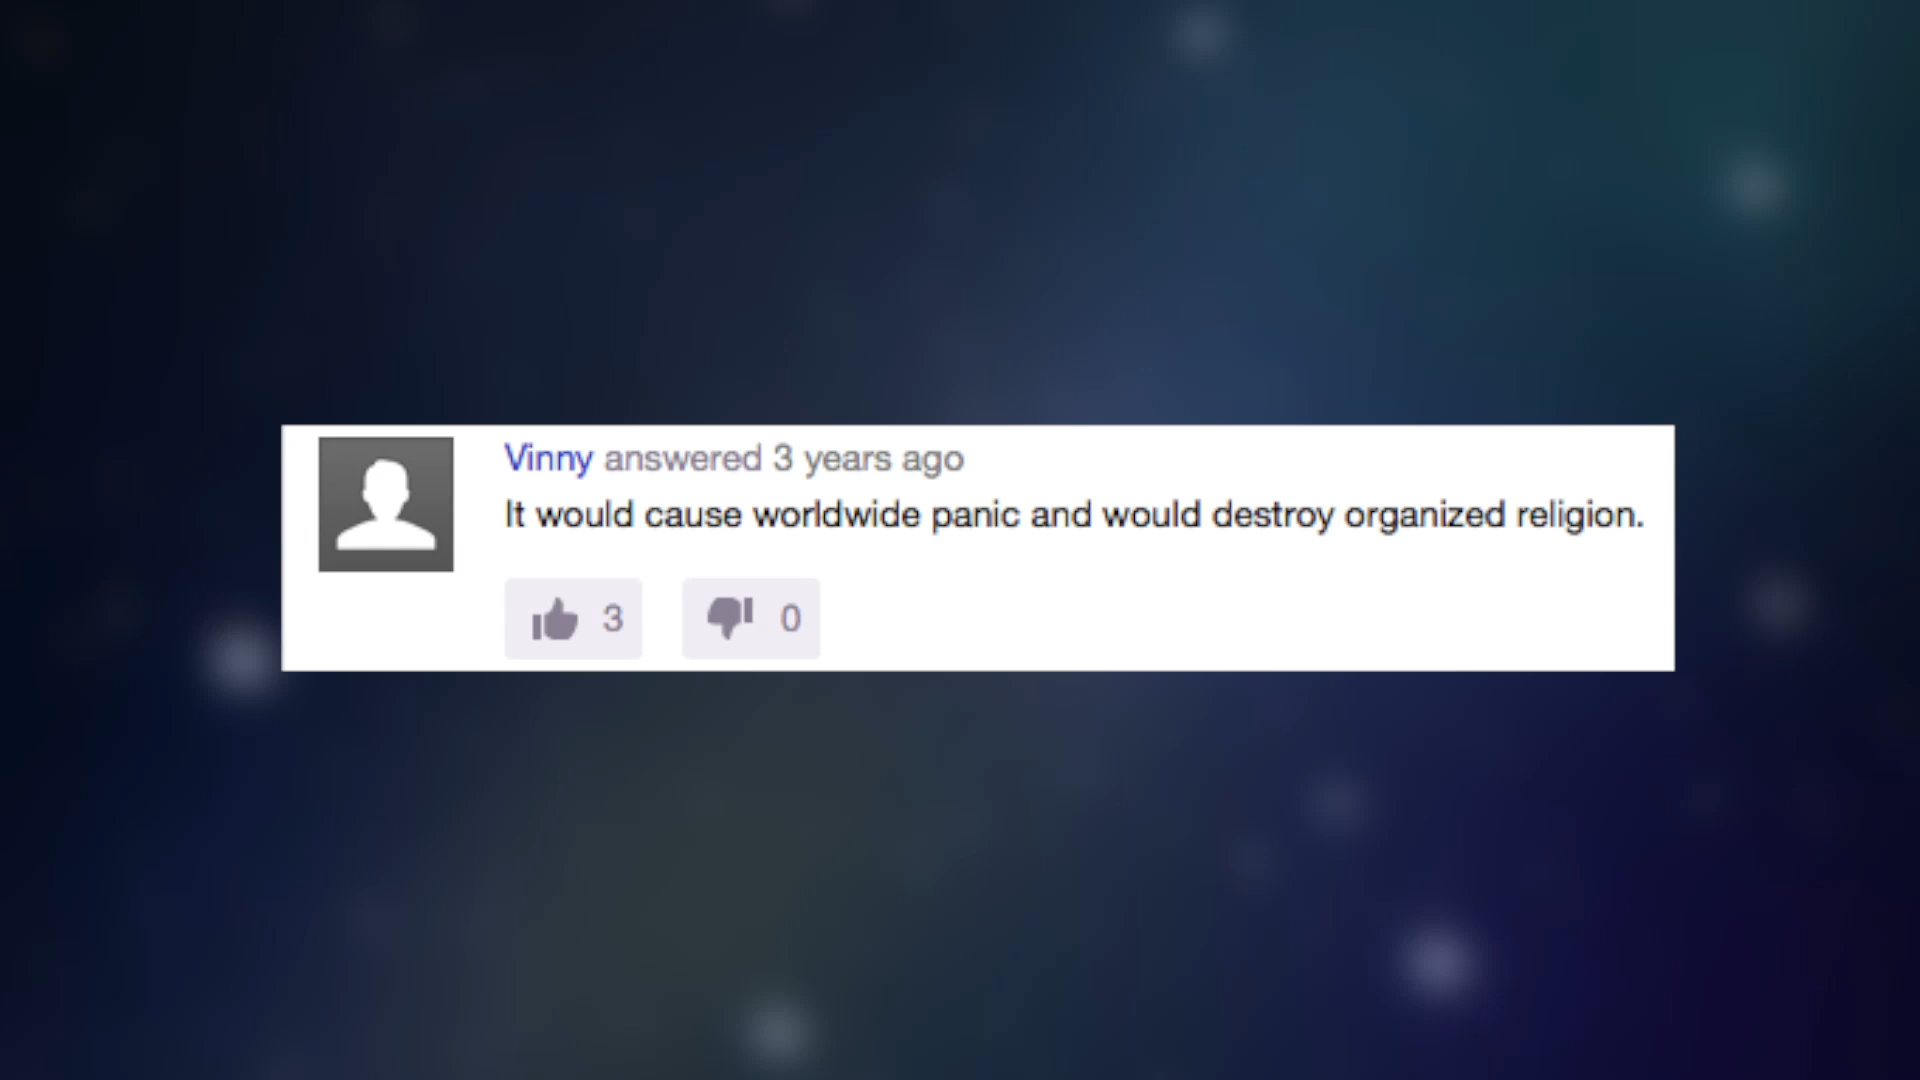 Vinny answered 3 years ago
It would cause worldwide panic and would destroy organized religion.
3 0